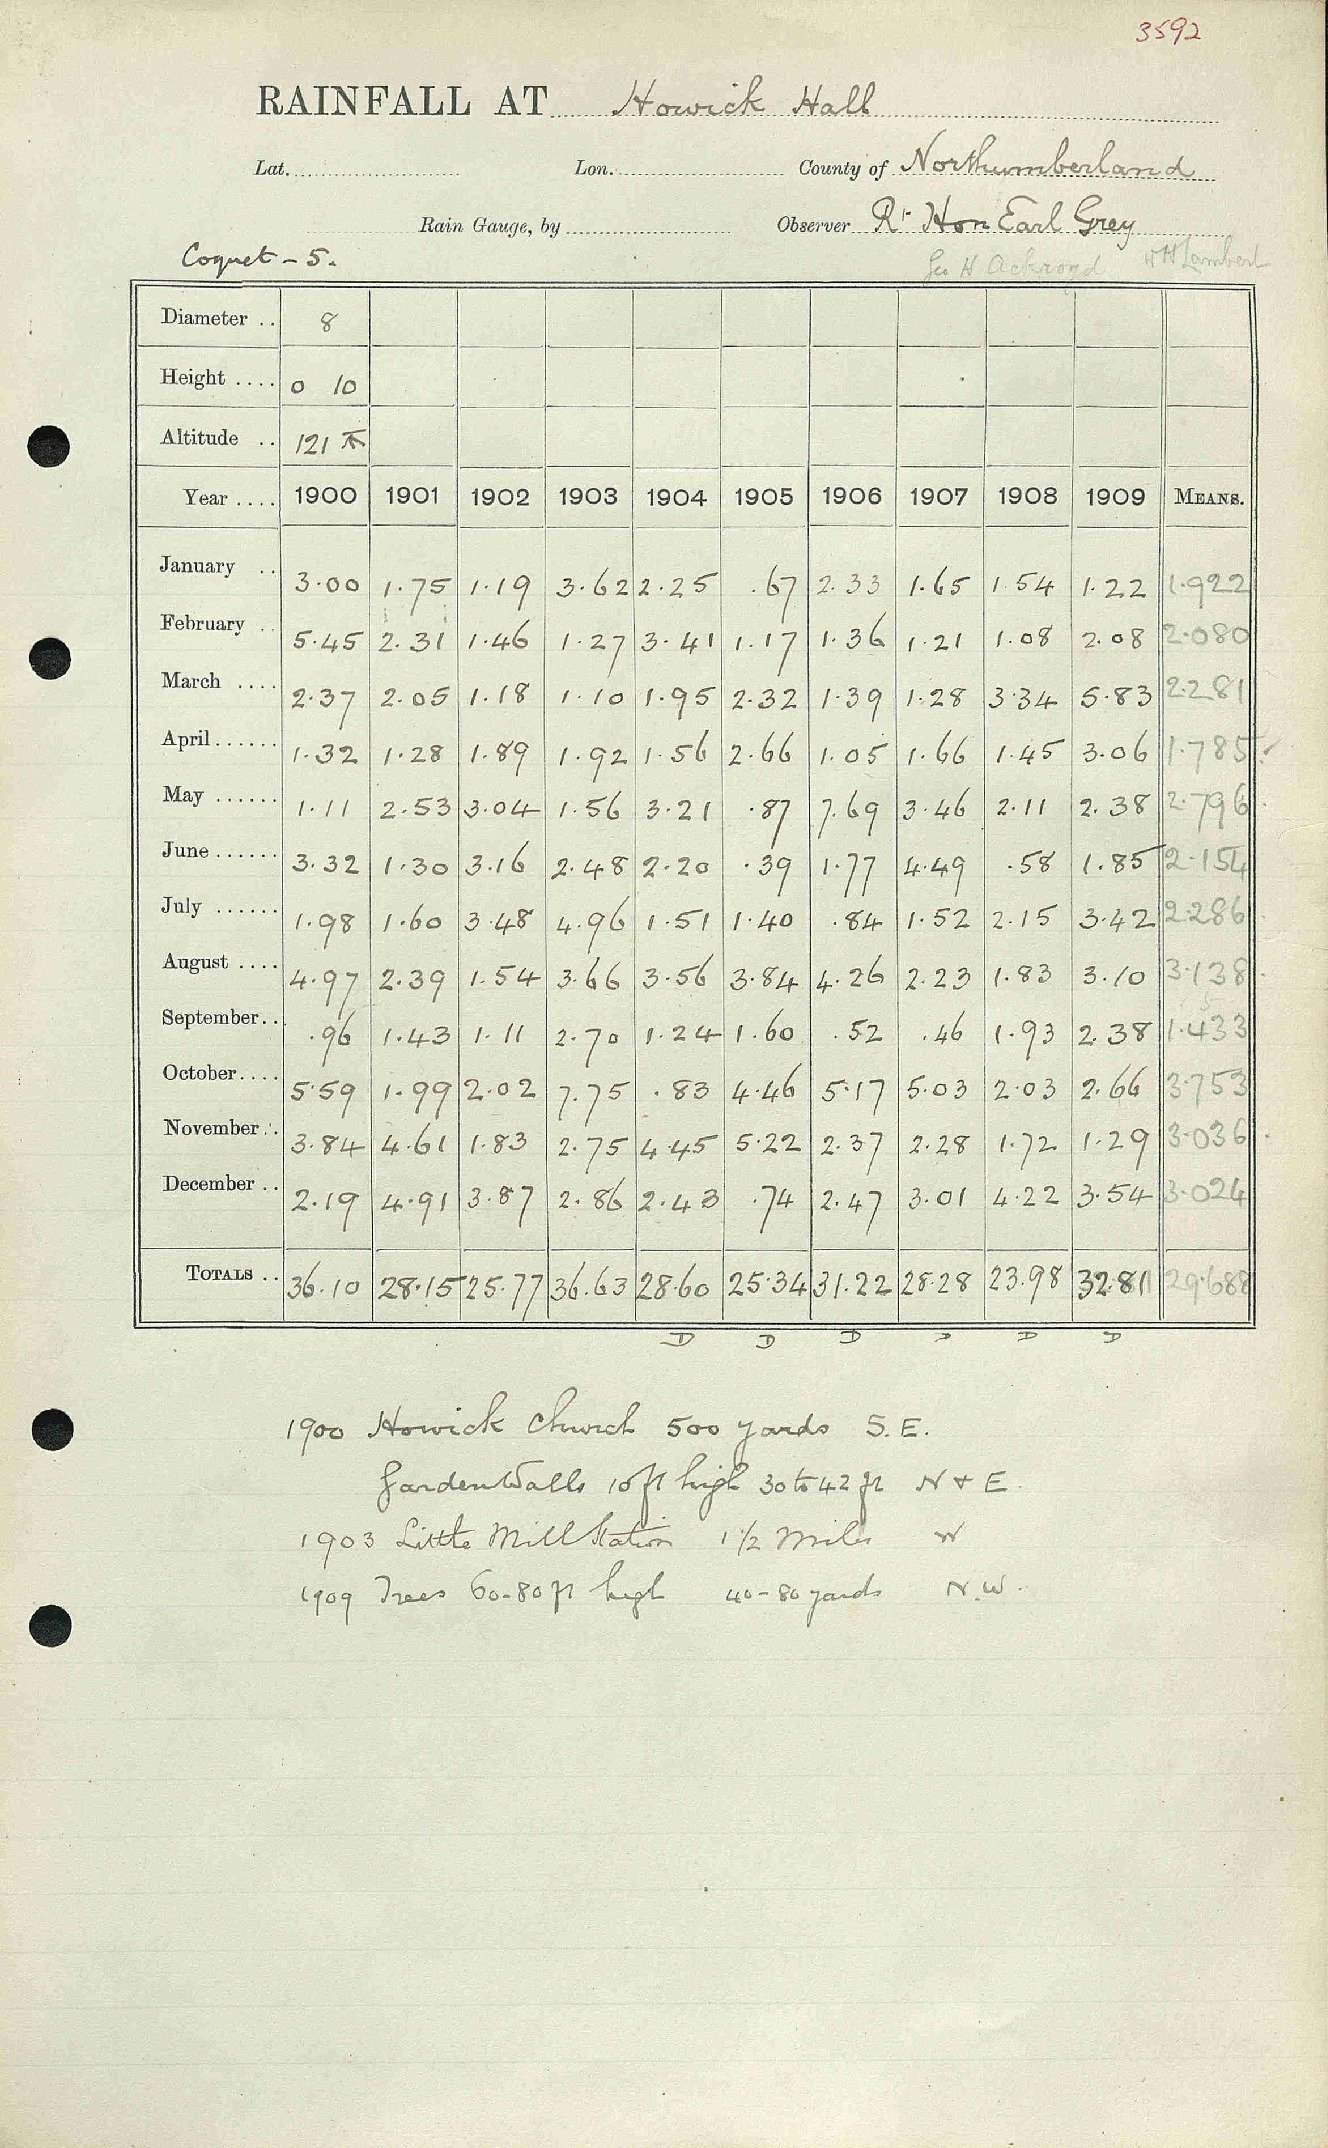 3592
RAINFALL AT Howick Hall
Lat. Lon. County of Northumberland
Rain Gauge, by Observer Rt Hon Earl Grey
Coquet - 5. Geo H Ackroyd W H Lambert
Diameter .. 8
Height .... 0 10
Altitude .. 121
Year .... 1900 1901 1902 1903 1904 1905 1906 1907 1908 1909 MEANS.
January .. 3.00 1.75 1.19 3.62 2.25 .67 2.33 1.65 1.54 1.22 1.922
February .. 5.45 2.31 1.46 1.27 3.41 1.17 1.36 1.21 1.08 2.08 2.080
March .... 2.37 2.05 1.18 1.10 1.95 2.32 1.39 1.28 3.34 5.83 2.281
April...... 1.32 1.28 1.89 1.92 1.56 2.66 1.05 1.66 1.45 3.06 1.785
May ...... 1.11 2.53 3.04 1.56 3.21 .87 7.69 3.46 2.11 2.38 2.796
June...... 3.32 1.30 3.16 2.48 2.20 .39 1.77 4.49 .58 1.85 2.154
July ...... 1.98 1.60 3.48 4.96 1.51 1.40 .84 1.52 2.15 3.42 2.286
August .... 4.97 2.39 1.54 3.66 3.56 3.84 4.26 2.23 1.83 3.10 3.138
September.. .96 1.43 1.11 2.70 1.24 1.60 .52 .46 1.93 2.38 1.433
October.... 5.59 1.99 2.02 7.75 .83 4.46 5.17 5.03 2.03 2.66 3.753
November.. 3.84 4.61 1.83 2.75 4.45 5.22 2.37 2.28 1.72 1.29 3.036
December .. 2.19 4.91 3.87 2.86 2.43 .74 2.47 3.01 4.22 3.54 3.024
TOTALS .. 36.10 28.15 25.77 36.63 28.60 25.34 31.22 28.28 23.98 32.81 29.688
D D D D D D
1900 Howick Church 500 yards S.E.
Garden Walls 10 ft high 30 to 42 ft N + E.
1903 Little Mill Station 1 1/2 Miles W
1909 Trees 60-80 ft high 40-80 yards N.W.